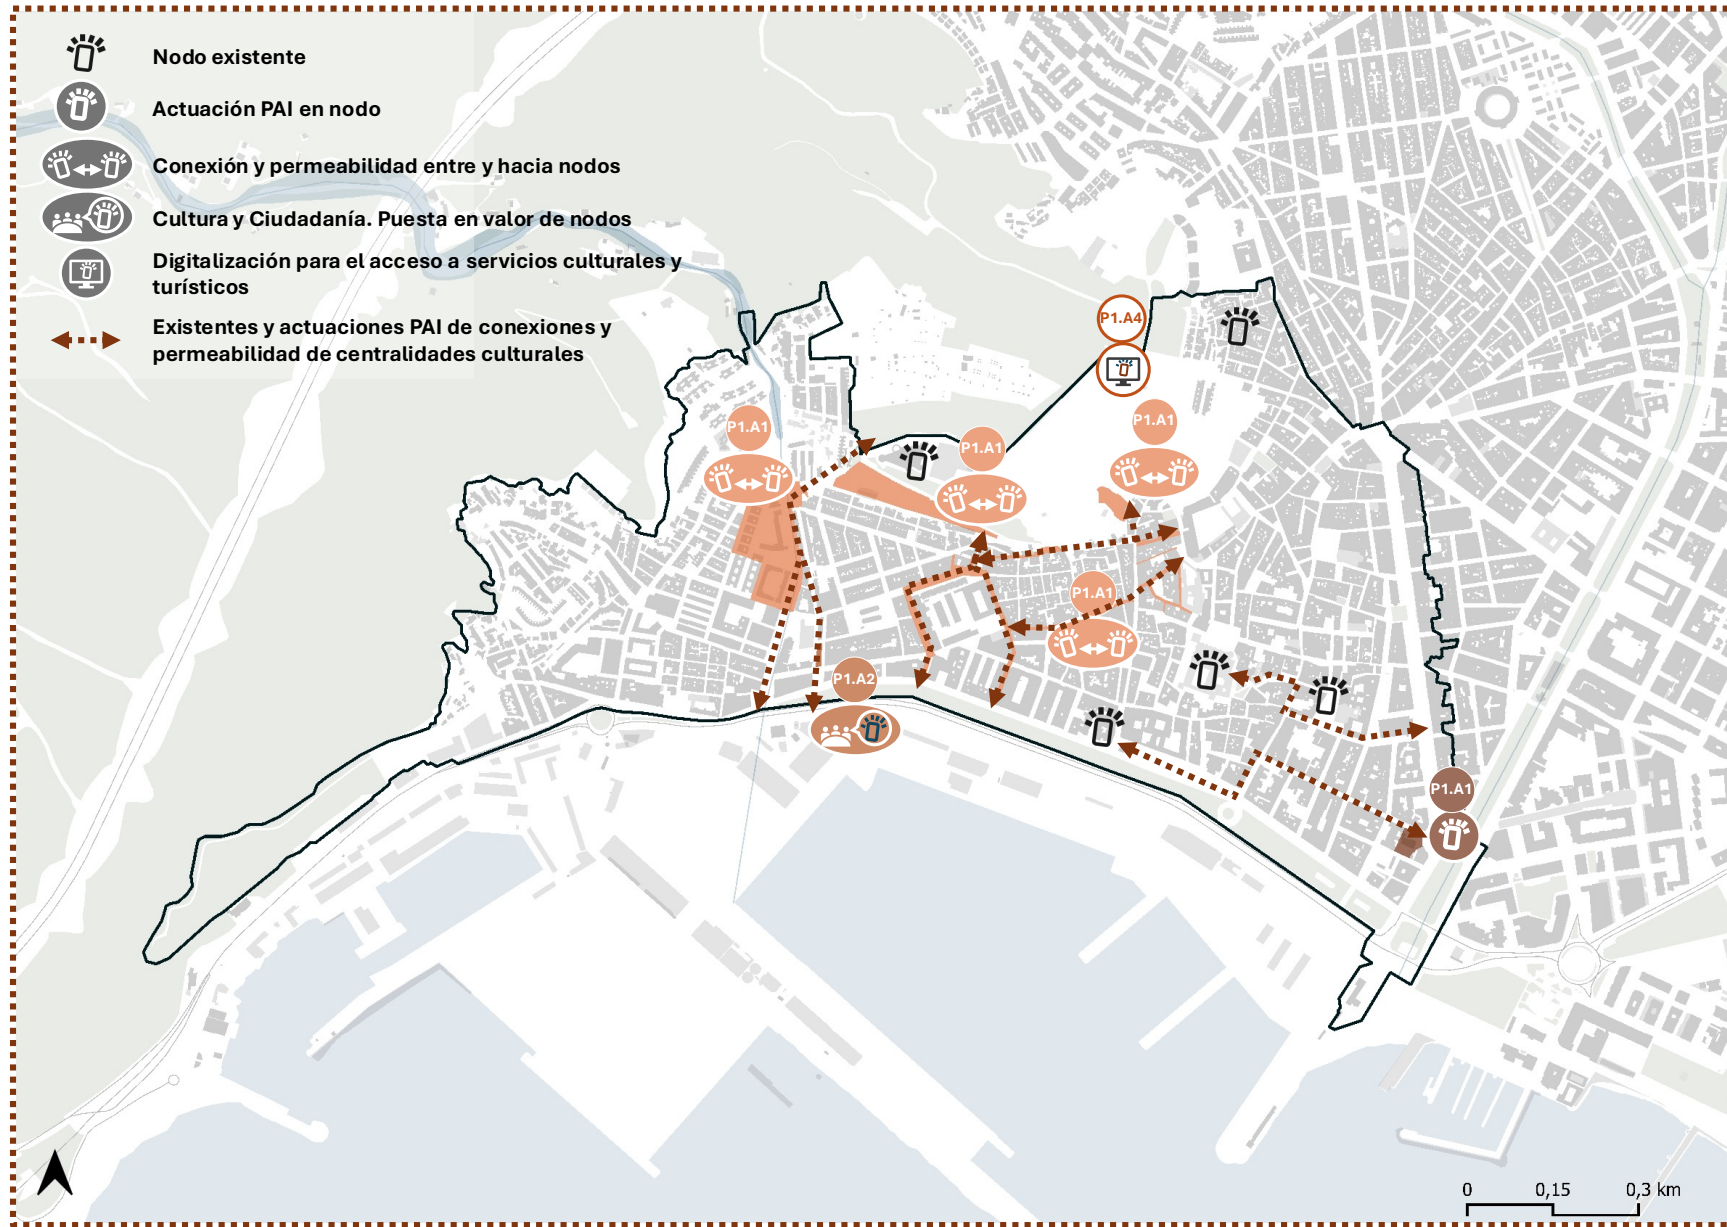 Nodo existente
Actuación PAI en nodo
Conexión y permeabilidad entre y hacia nodos
Cultura y Ciudadanía. Puesta en valor de nodos
Digitalización para el acceso a servicios culturales y
turísticos
Existentes y actuaciones PAI de conexiones y
permeabilidad de centralidades culturales
P1.A4
P1.A1
P1.A1
P1.A1
P1.A1
P1.A2
P1.A1
0
0,15
0,3 km